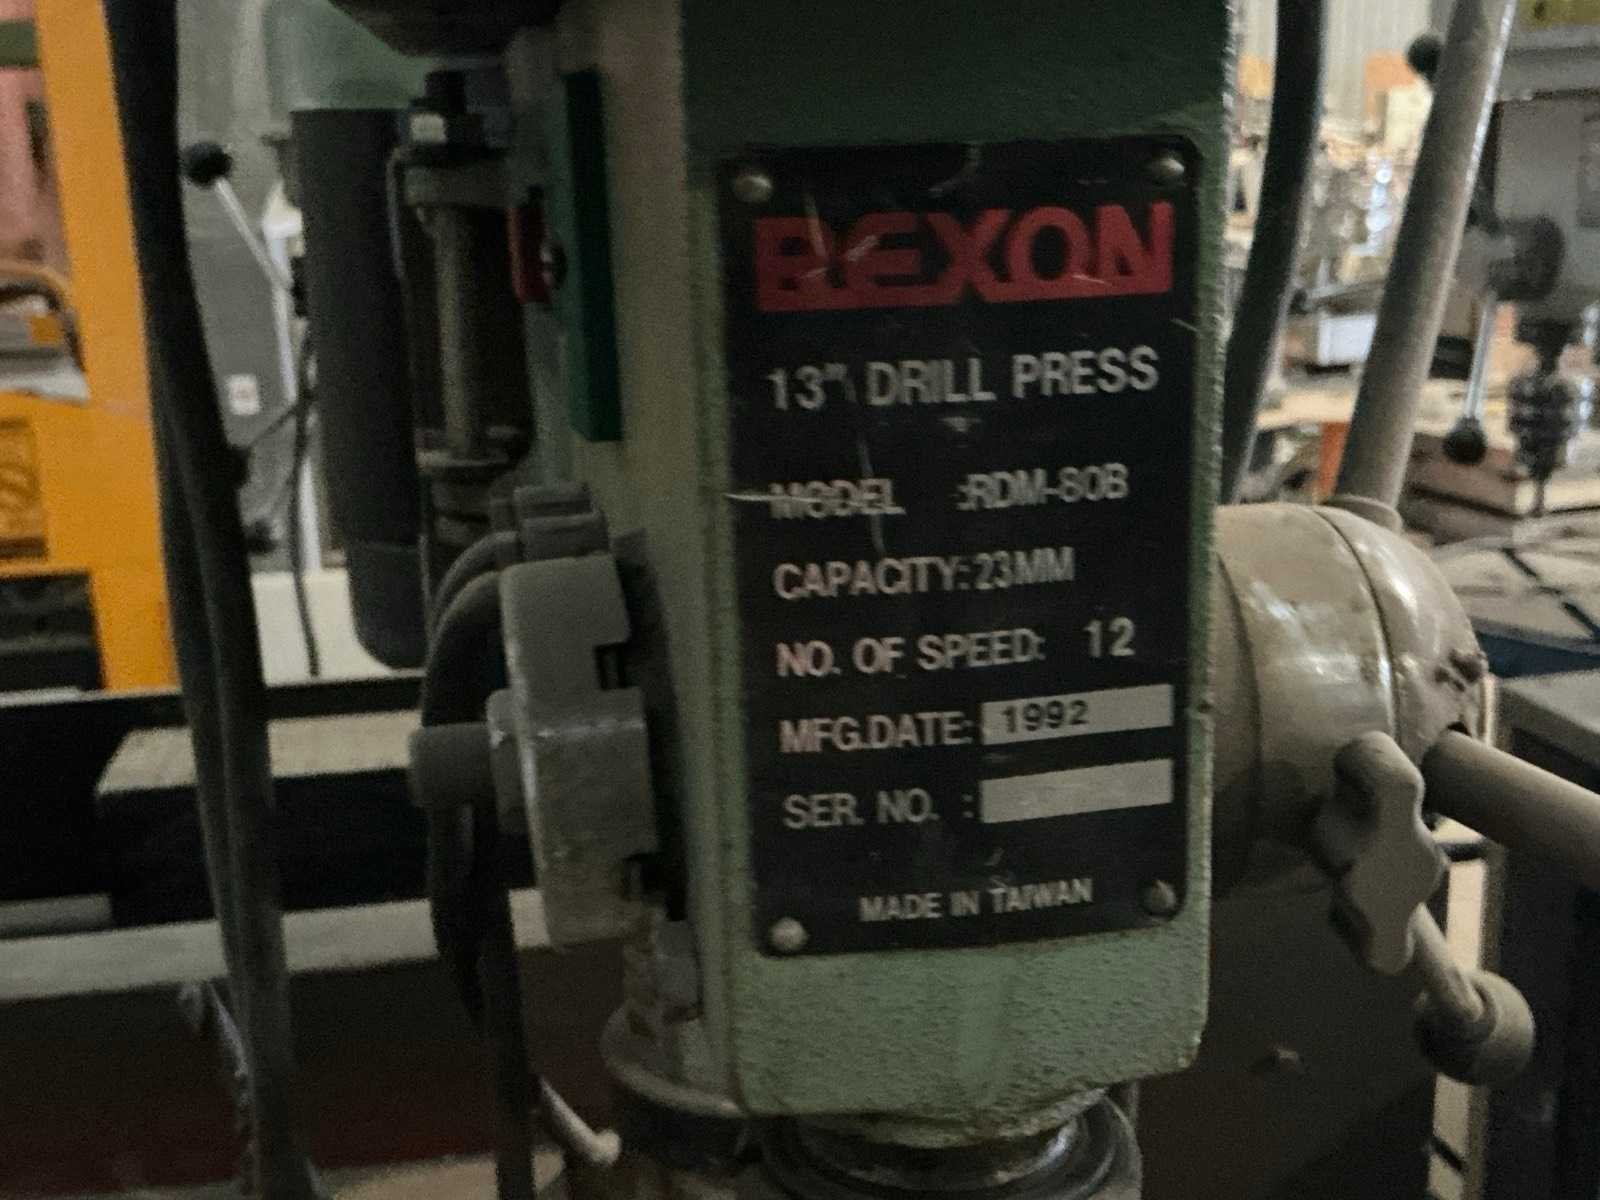 REXON
13" DRILL PRESS
MODEL :RDM-80B
CAPACITY: 23MM
NO. OF SPEED: 12
MFG.DATE: 1992
SER. NO. :
MADE IN TAIWAN